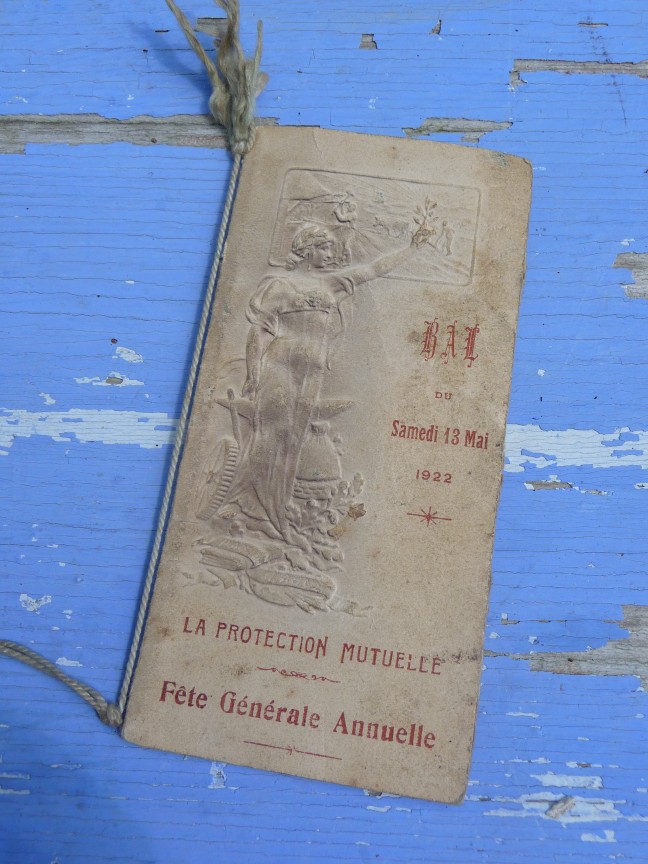 BAL
DU
Samedi 13 Mai
1922
LA PROTECTION MUTUELLE
Fête Générale Annuelle